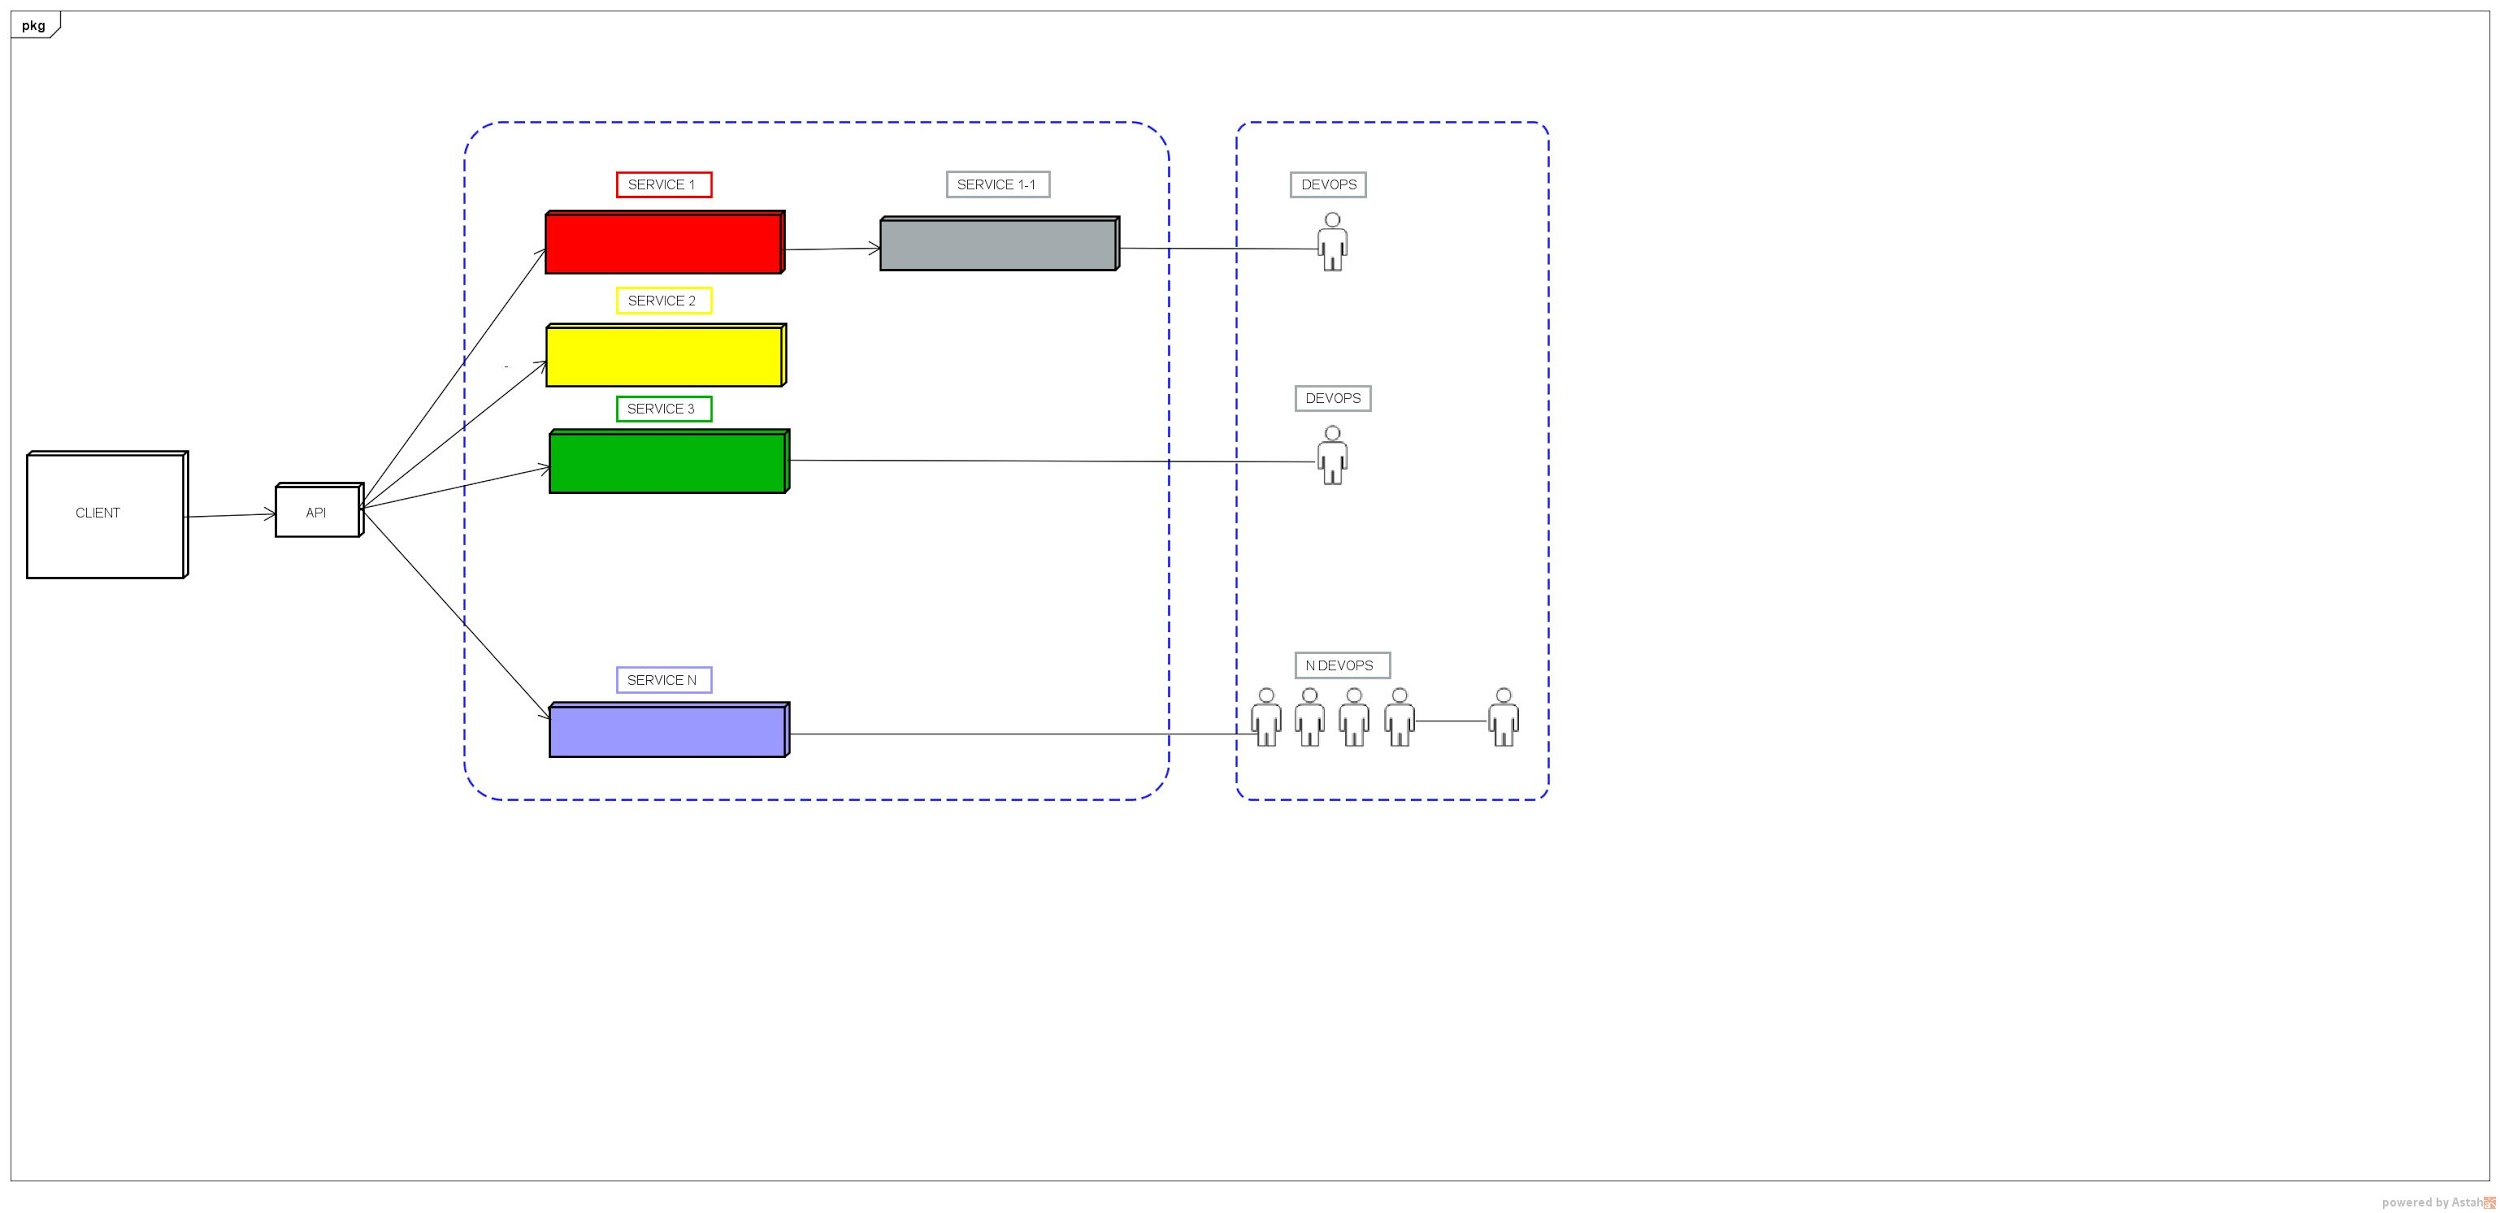 pkg
SERVICE 1
SERVICE 1-1
DEVOPS
SERVICE 2
-
DEVOPS
SERVICE 3
CLIENT
API
N DEVOPS
SERVICE N
powered by Astah